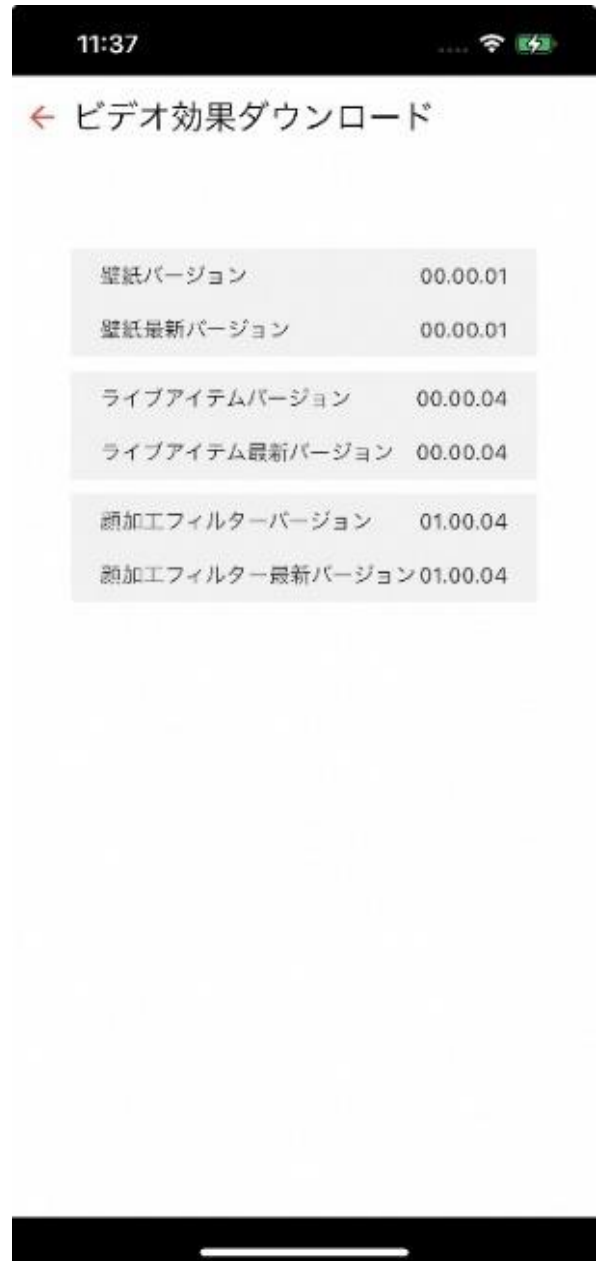 11:37
ビデオ効果ダウンロード
壁紙バージョン 00.00.01
壁紙最新バージョン 00.00.01
ライブアイテムバージョン 00.00.04
ライブアイテム最新バージョン 00.00.04
顔加工フィルターバージョン 01.00.04
顔加工フィルター最新バージョン 01.00.04